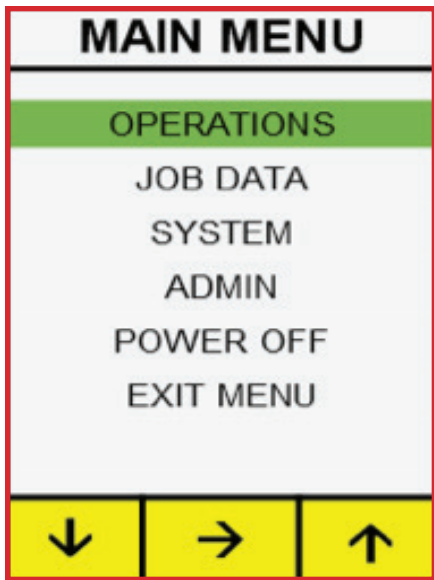 MAIN MENU
OPERATIONS
JOB DATA
SYSTEM
ADMIN
POWER OFF
EXIT MENU
↓ → ↑